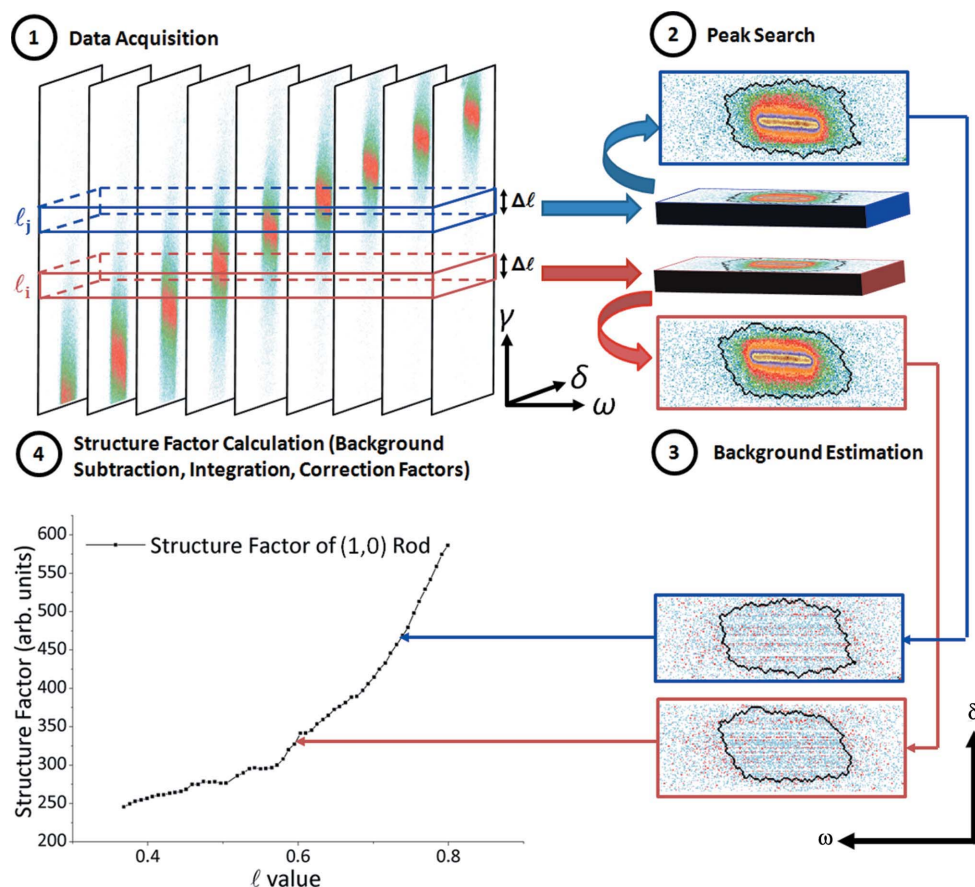 1 Data Acquisition
2 Peak Search
ℓj
Δℓ
ℓi
Δℓ
γ
δ
ω
4 Structure Factor Calculation (Background
Subtraction, Integration, Correction Factors)
3 Background Estimation
Structure Factor (arb. units)
600
550
500
450
400
350
300
250
200
Structure Factor of (1,0) Rod
0.4
0.6
0.8
ℓ value
δ
ω